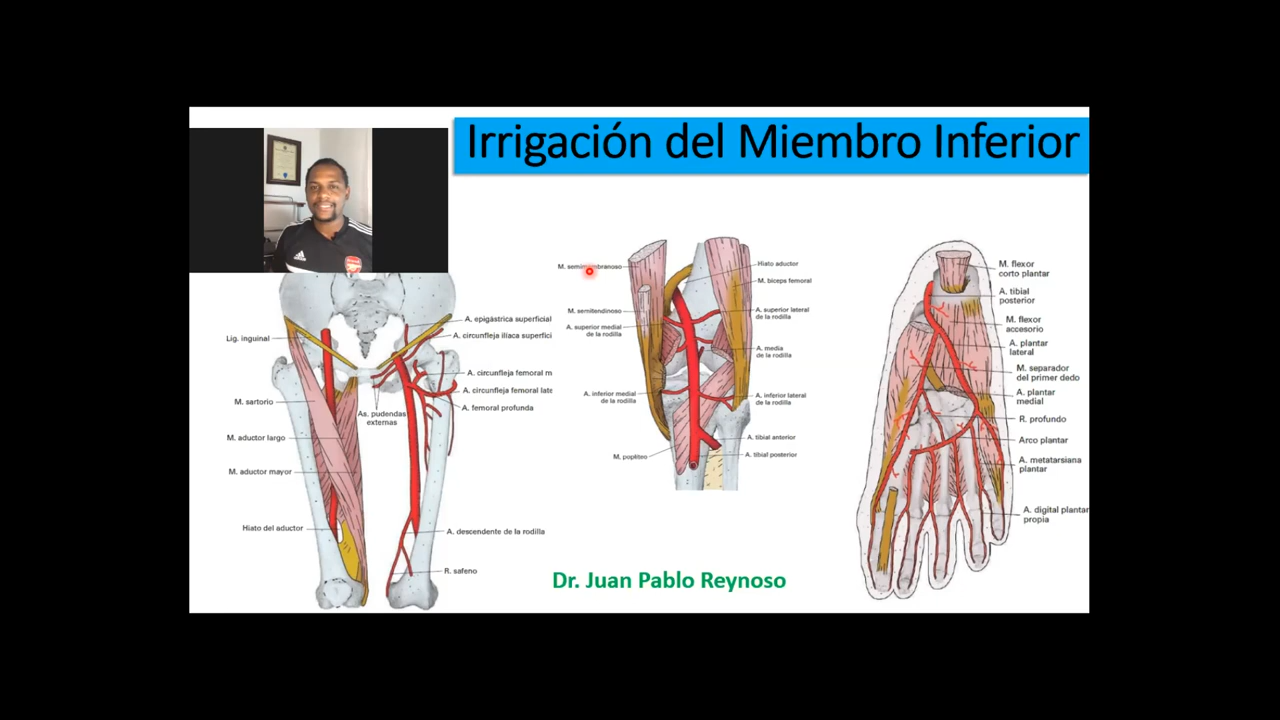 Irrigación del Miembro Inferior
A. epigástrica superficial
A. circunfleja ilíaca superfici
Lig. inguinal
A. circunfleja femoral m
A. circunfleja femoral late
M. sartorio
A. femoral profunda
As. pudendas
externas
M. aductor largo
M. aductor mayor
Hiato del aductor
A. descendente de la rodilla
R. safeno
M. semimembranoso
Hiato aductor
M. biceps femoral
M. semitendinoso
A. superior lateral
de la rodilla
A. superior medial
de la rodilla
A. media
de la rodilla
A. inferior medial
de la rodilla
A. inferior lateral
de la rodilla
A. tibial anterior
A. tibial posterior
M. poplíteo
M. flexor
corto plantar
A. tibial
posterior
M. flexor
accesorio
A. plantar
lateral
M. separador
del primer dedo
A. plantar
medial
R. profundo
Arco plantar
A. metatarsiana
plantar
A. digital plantar
propia
Dr. Juan Pablo Reynoso